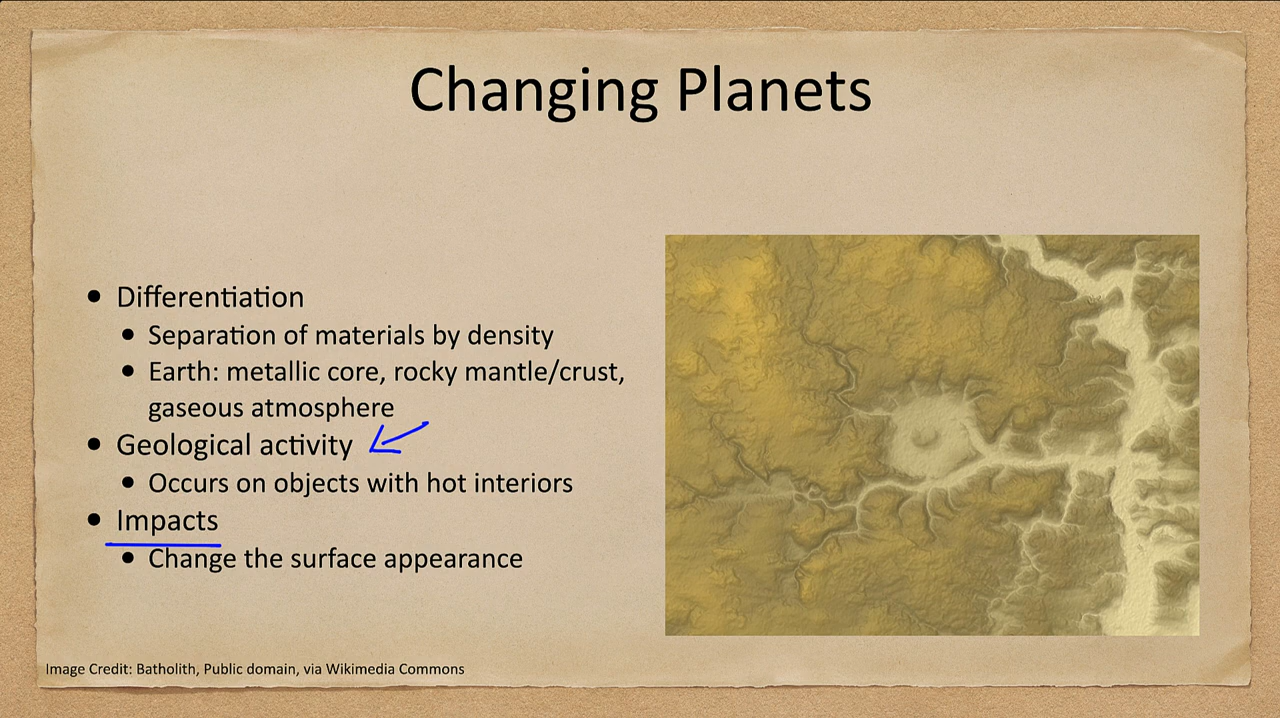 Changing Planets
• Differentiation
• Separation of materials by density
• Earth: metallic core, rocky mantle/crust,
gaseous atmosphere
• Geological activity
• Occurs on objects with hot interiors
• Impacts
• Change the surface appearance
Image Credit: Batholith, Public domain, via Wikimedia Commons